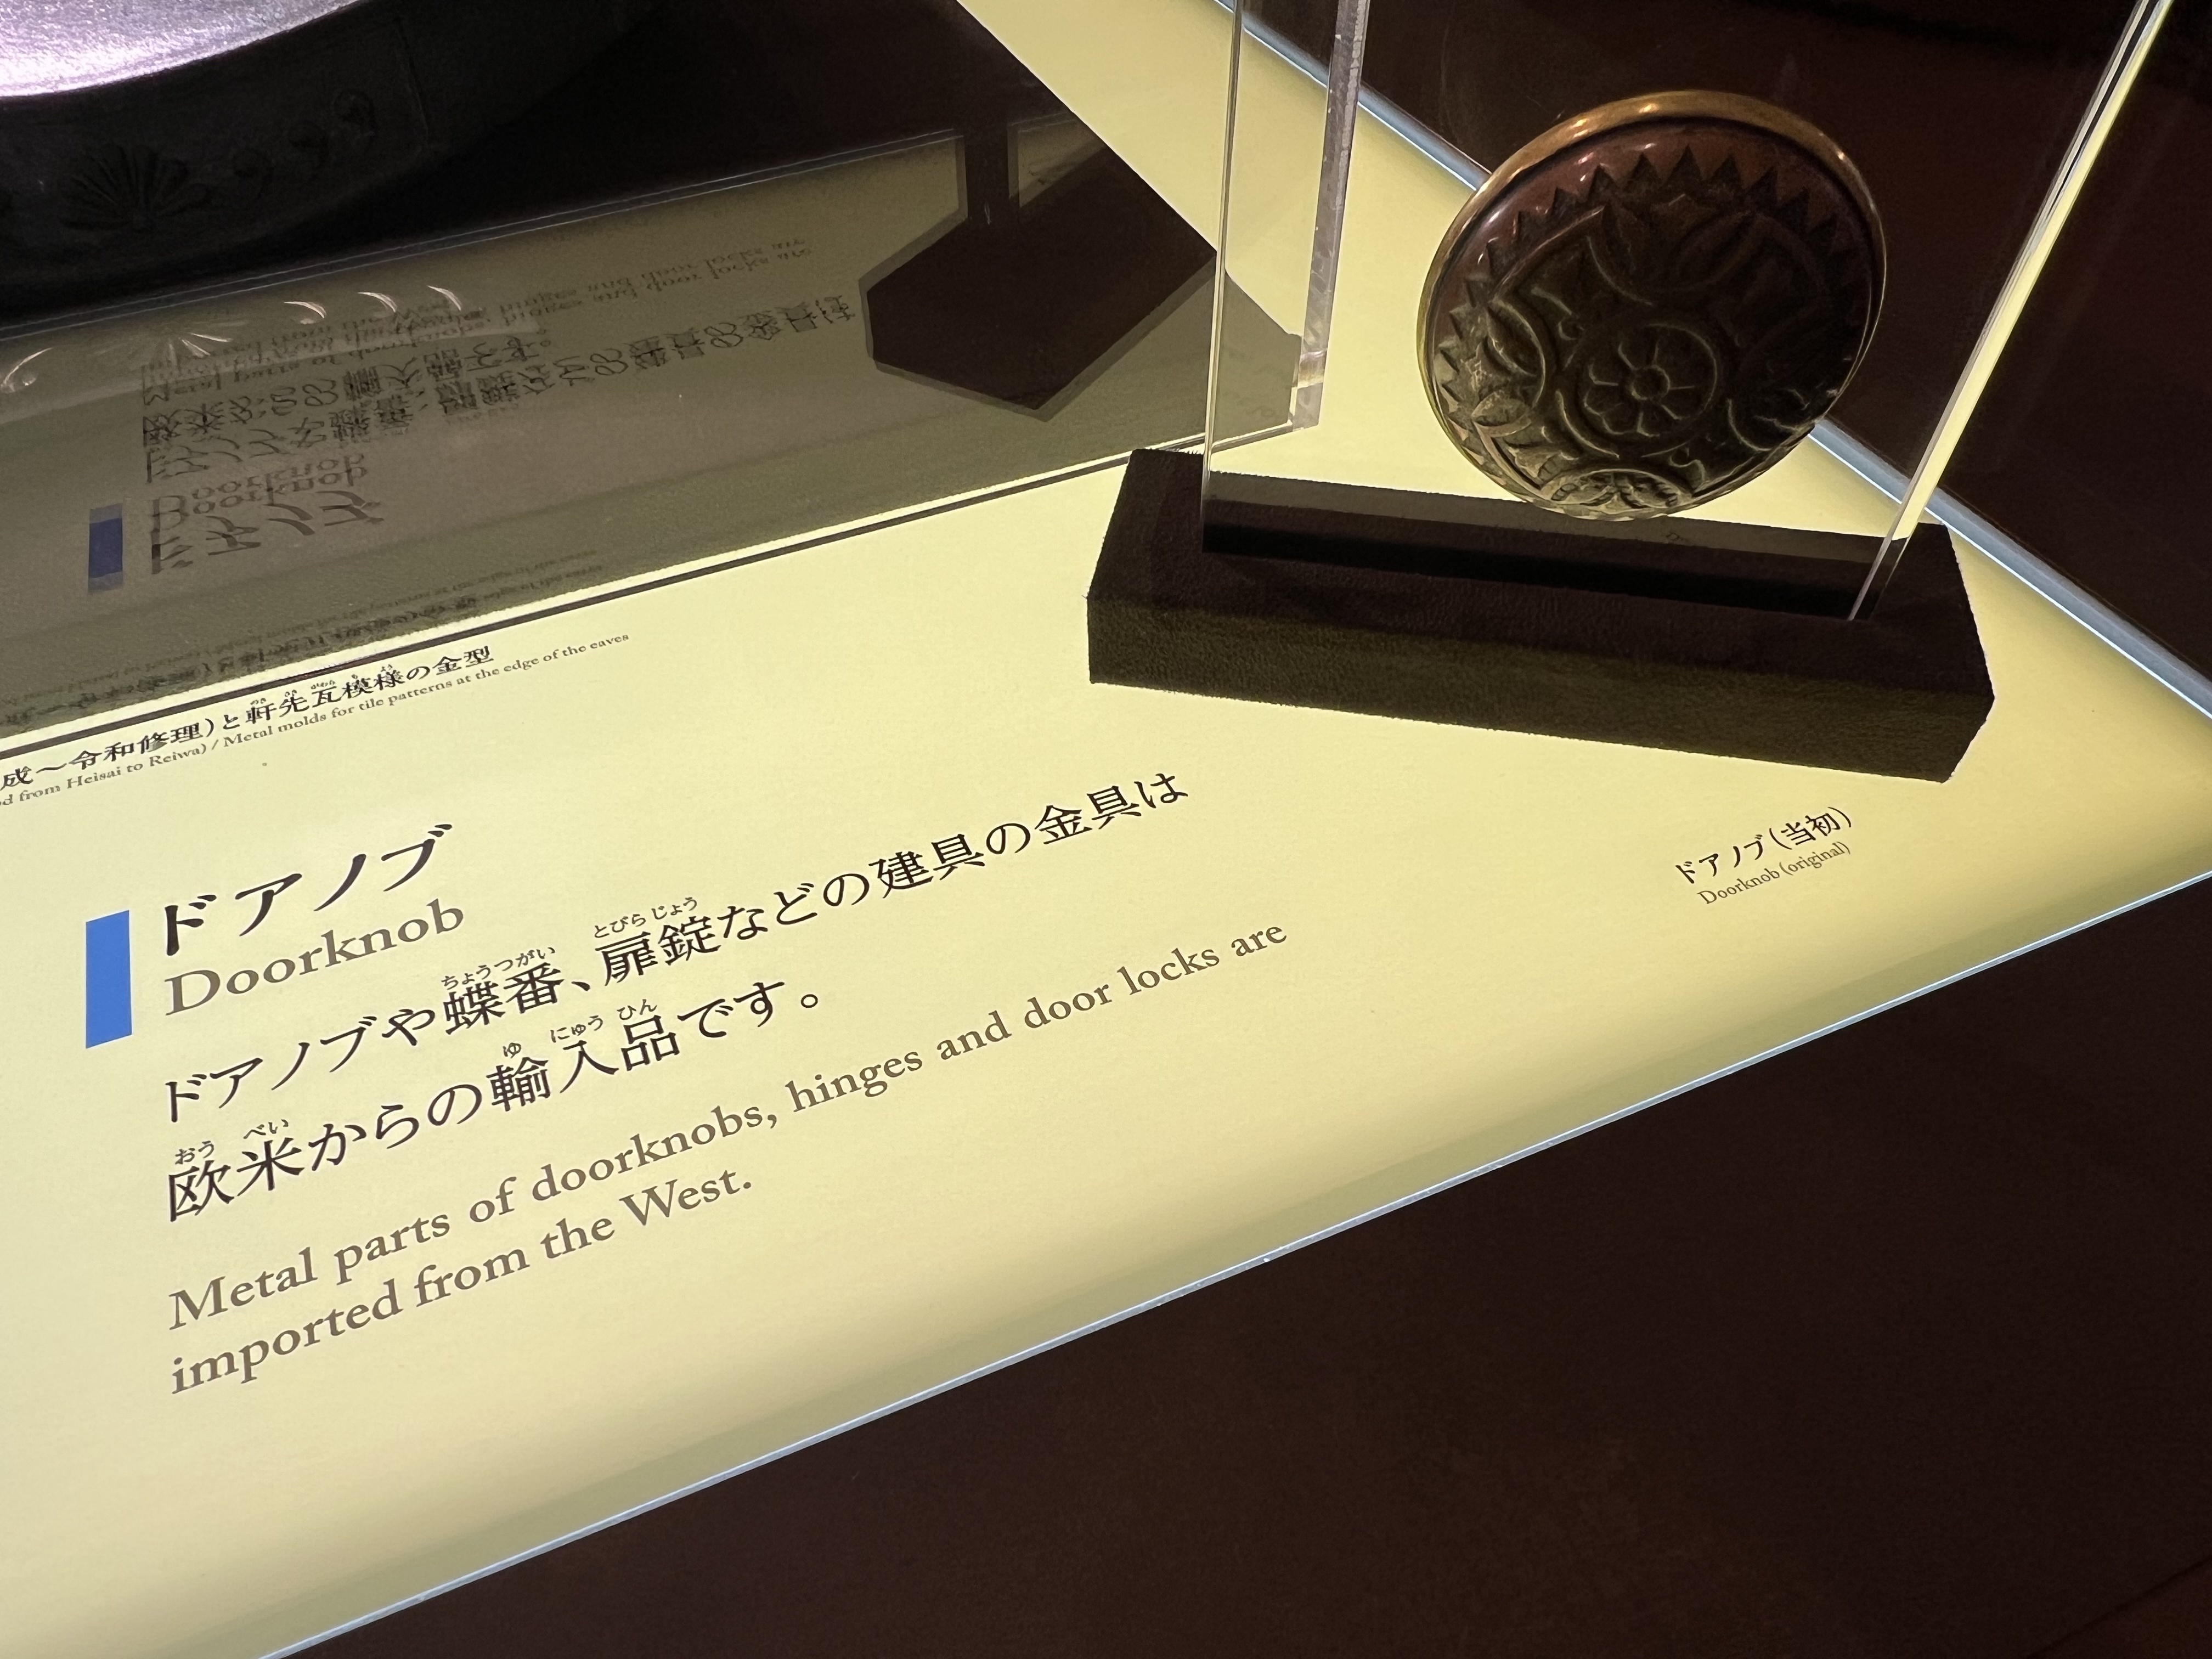 成～令和修理)と軒先瓦模様の金型
ed from Heisai to Reiwa) / Metal molds for tile patterns at the edge of the eaves
ドアノブ
Doorknob
ドアノブや蝶番、扉錠などの建具の金具は
欧米からの輸入品です。
Metal parts of doorknobs, hinges and door locks are
imported from the West.
ドアノブ(当初)
Doorknob (original)